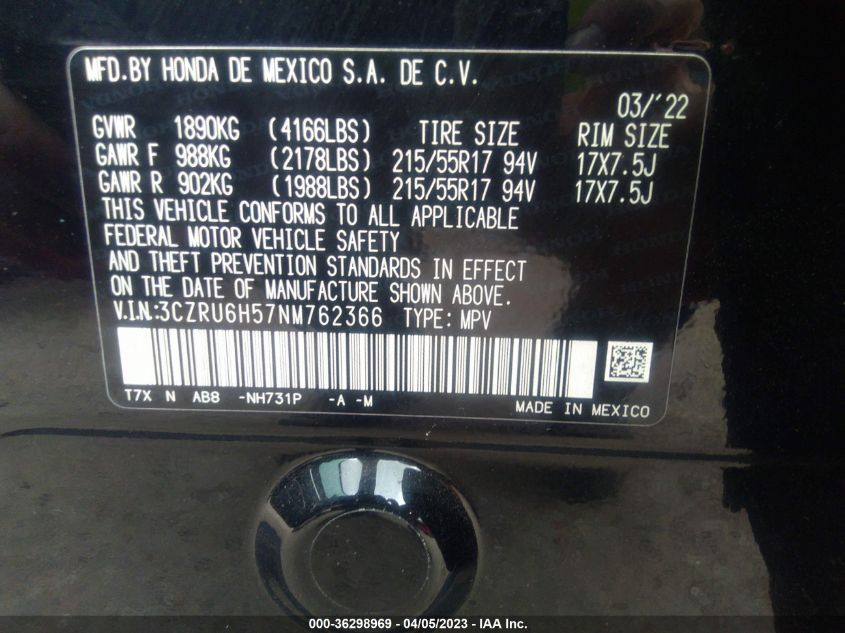 MFD.BY HONDA DE MEXICO S.A. DE C.V.
03/'22
GVWR 1890KG (4166LBS) TIRE SIZE RIM SIZE
GAWR F 988KG (2178LBS) 215/55R17 94V 17X7.5J
GAWR R 902KG (1988LBS) 215/55R17 94V 17X7.5J
THIS VEHICLE CONFORMS TO ALL APPLICABLE
FEDERAL MOTOR VEHICLE SAFETY
AND THEFT PREVENTION STANDARDS IN EFFECT
ON THE DATE OF MANUFACTURE SHOWN ABOVE.
V.I.N.:3CZRU6H57NM762366 TYPE: MPV
T7X N AB8 -NH731P -A -M
MADE IN MEXICO
000-36298969 - 04/05/2023 - IAA Inc.